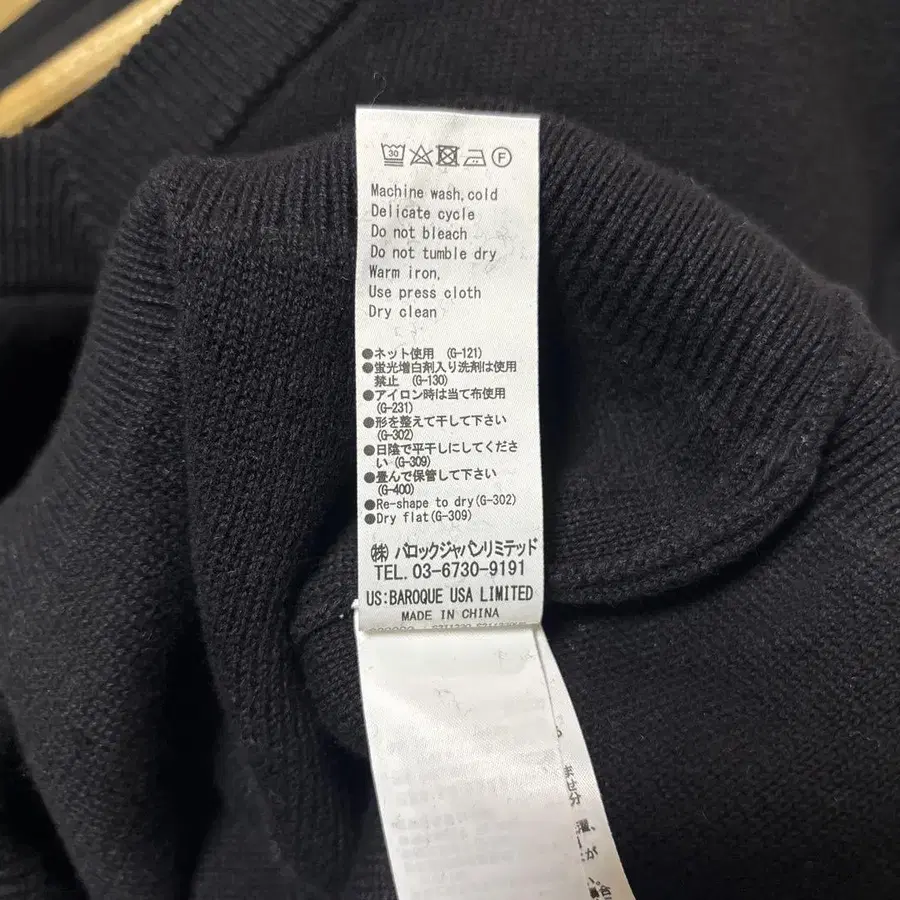 30 F
Machine wash, cold
Delicate cycle
Do not bleach
Do not tumble dry
Warm iron,
Use press cloth
Dry clean
●ネット使用 (G-121)
●蛍光増白剤入り洗剤は使用
禁止 (G-130)
●アイロン時は当て布使用
(G-231)
●形を整えて干して下さい
(G-302)
●日陰で平干しにしてくださ
い (G-309)
●畳んで保管して下さい
(G-400)
●Re-shape to dry(G-302)
●Dry flat(G-309)
㈱ バロックジャパンリミテッド
TEL. 03-6730-9191
US:BAROQUE USA LIMITED
MADE IN CHINA